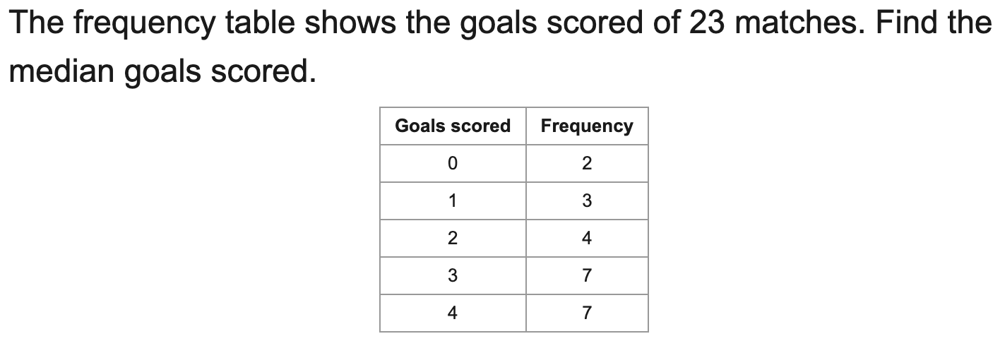 The frequency table shows the goals scored of 23 matches. Find the
median goals scored.
Goals scored Frequency
0 2
1 3
2 4
3 7
4 7